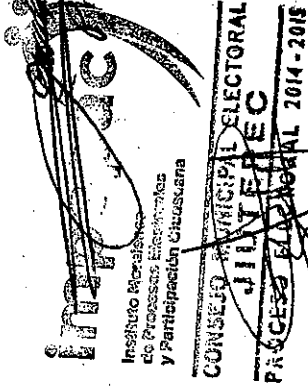 Instituto Morelense
de Procesos Electorales
y Participación Ciudadana
CONSEJO MUNICIPAL ELECTORAL
JIUTEPEC
PROCESO ELECTORAL 2014-2015